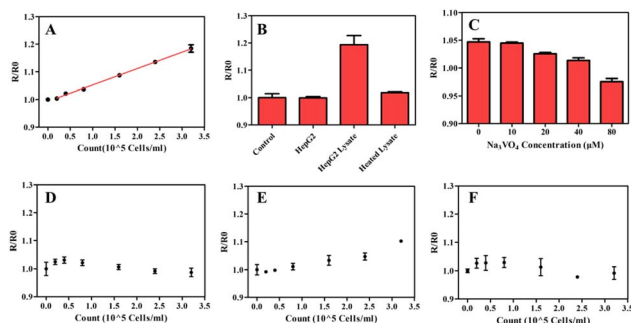 A
R/R0
1.3
1.2
1.1
1.0
0.9
0.0 0.5 1.0 1.5 2.0 2.5 3.0 3.5
Count(10^5 Cells/ml)
B
R/R0
1.3
1.2
1.1
1.0
0.9
Control
HepG2
HepG2 Lysate
Heated Lysate
C
R/R0
1.10
1.05
1.00
0.95
0.90
0 10 20 40 80
Na₃VO₄ Concentration (μM)
D
R/R0
1.3
1.2
1.1
1.0
0.9
0.0 0.5 1.0 1.5 2.0 2.5 3.0 3.5
Count (10^5 Cells/ml)
E
R/R0
1.3
1.2
1.1
1.0
0.9
0.0 0.5 1.0 1.5 2.0 2.5 3.0 3.5
Count (10^5 Cells/ml)
F
R/R0
1.3
1.2
1.1
1.0
0.9
0.0 0.5 1.0 1.5 2.0 2.5 3.0 3.5
Count (10^5 Cells/ml)